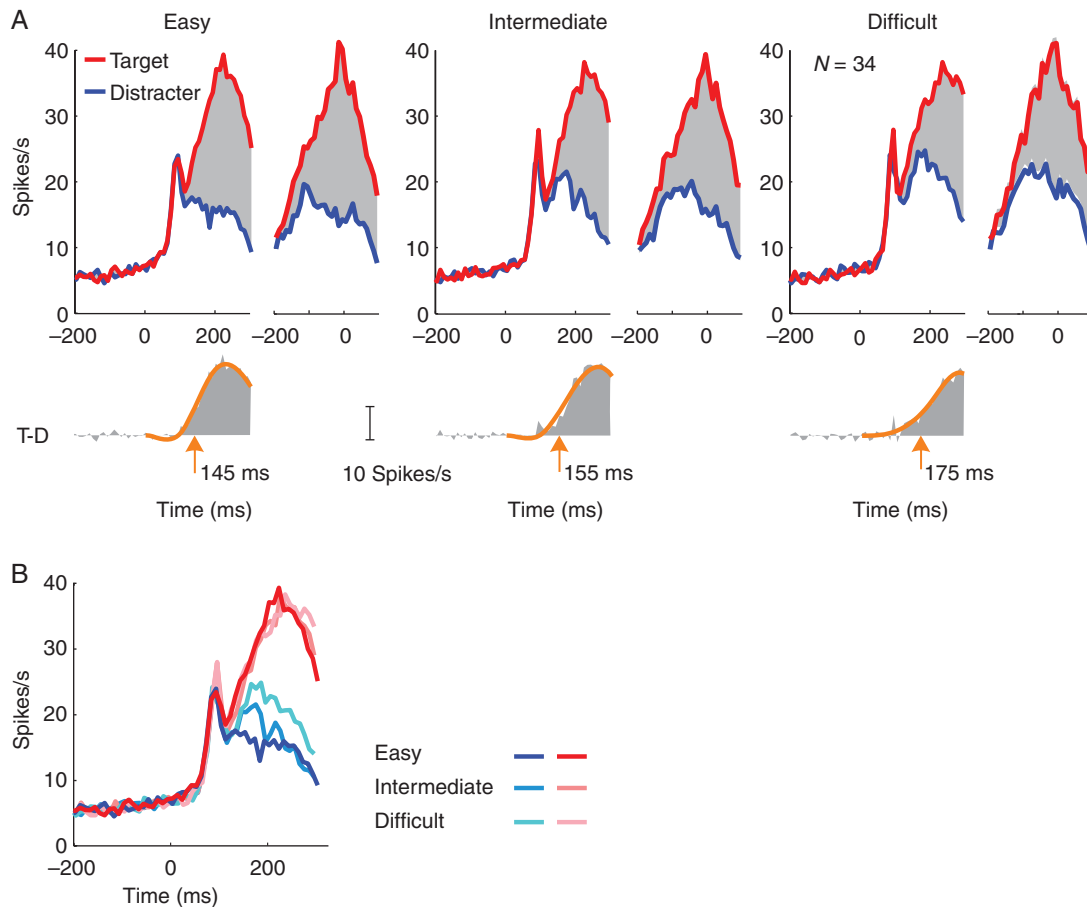 A
Easy
Intermediate
Difficult
Target
Distracter
N = 34
Spikes/s
40
30
20
10
0
–200 0 200 –200 0
40
30
20
10
0
–200 0 200 –200 0
40
30
20
10
0
–200 0 200 –200 0
T-D
145 ms
10 Spikes/s
155 ms
175 ms
Time (ms)
Time (ms)
Time (ms)
B
Spikes/s
40
30
20
10
0
–200 0 200
Time (ms)
Easy
Intermediate
Difficult